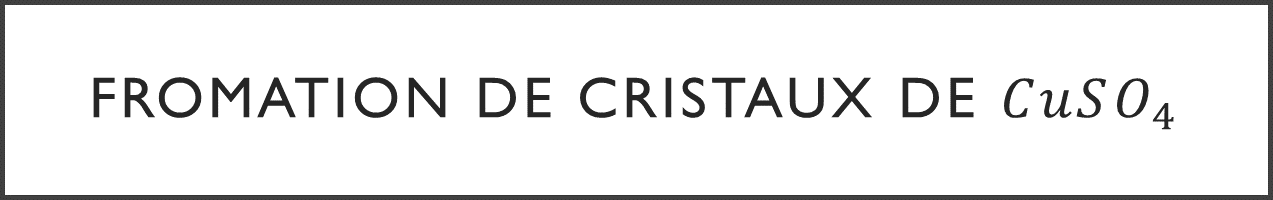 FROMATION DE CRISTAUX DE CuSO₄